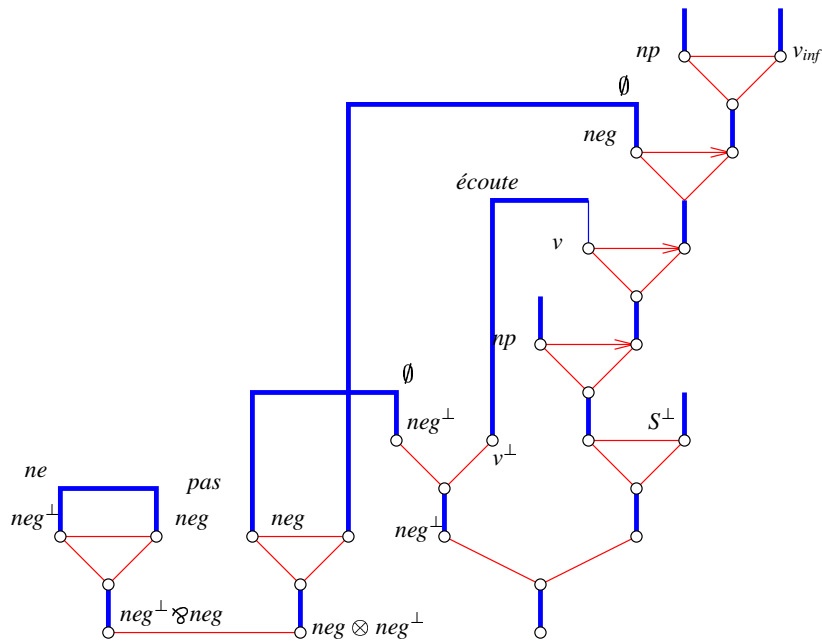 np v_inf
∅
neg
écoute
v
np
∅
neg⊥ S⊥
v⊥
ne pas
neg⊥ neg neg neg⊥
neg⊥⅋neg neg ⊗ neg⊥